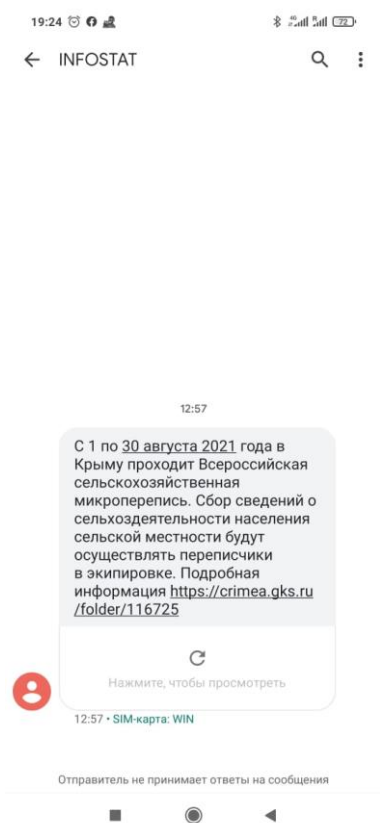 19:24
72
INFOSTAT
12:57
С 1 по 30 августа 2021 года в
Крыму проходит Всероссийская
сельскохозяйственная
микроперепись. Сбор сведений о
сельхоздеятельности населения
сельской местности будут
осуществлять переписчики
в экипировке. Подробная
информация https://crimea.gks.ru
/folder/116725
Нажмите, чтобы просмотреть
12:57 • SIM-карта: WIN
Отправитель не принимает ответы на сообщения